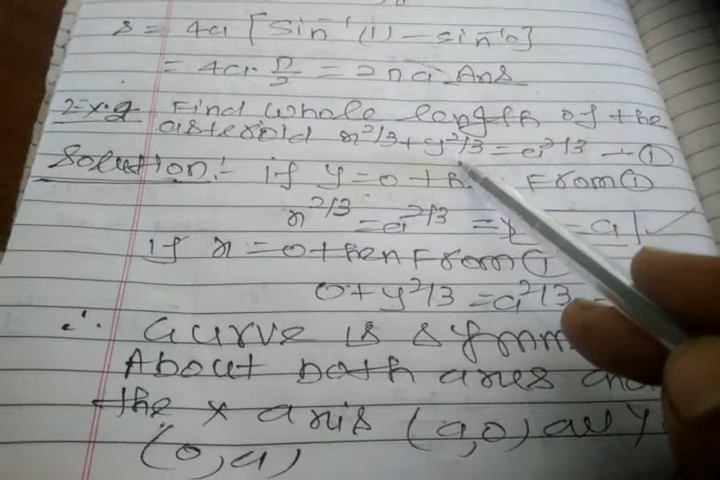 s = 4a [sin⁻¹(1) - sin⁻¹0]
= 4a. π/2 = 2πa Ans
Ex.2 Find whole length of the
asteroid x^2/3 + y^2/3 = a^2/3 - ①
Solution:- if y=0 th From ①
x^2/3 = a^2/3 = = a
if x = 0 then From ①
0 + y^2/3 = a^2/3
∴ Curve is symm
About both axes and
the x axis (a,0) y
(0,a)